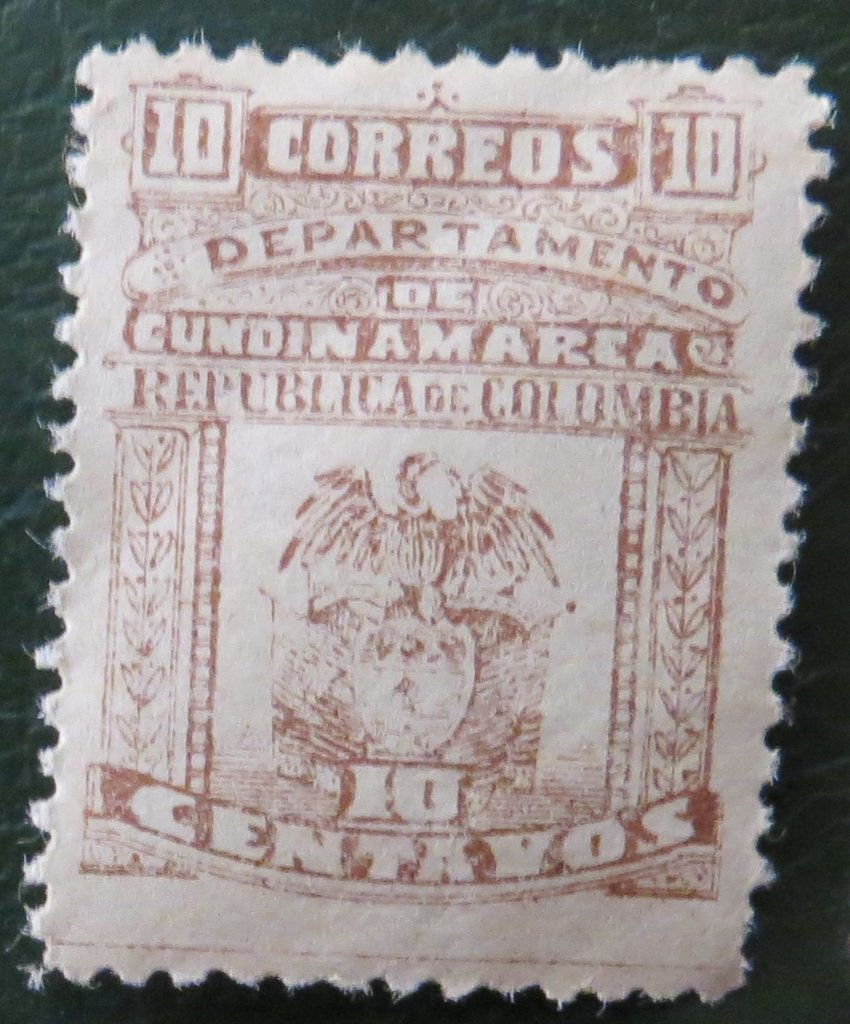 10 CORREOS 10
DEPARTAMENTO
DE
CUNDINAMARCA
REPUBLICA DE COLOMBIA
10
CENTAVOS